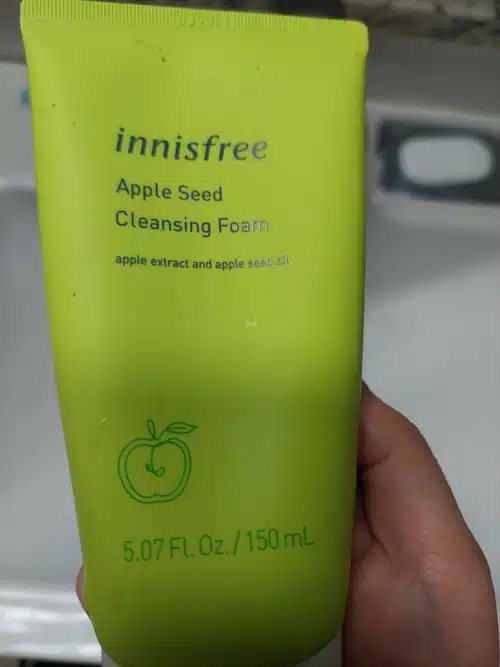 innisfree
Apple Seed
Cleansing Foam
apple extract and apple seed oil
5.07 Fl. Oz. / 150 mL